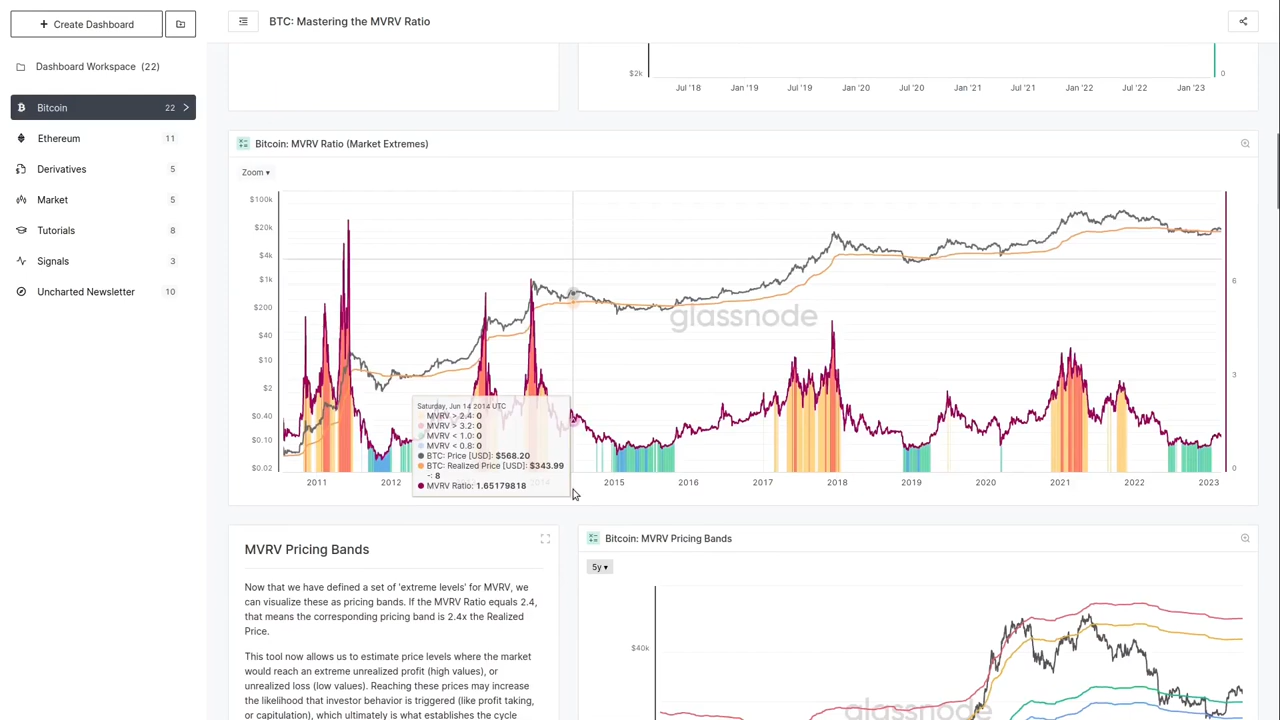 Create Dashboard
BTC: Mastering the MVRV Ratio
Dashboard Workspace (22)
Bitcoin 22
Ethereum 11
Derivatives 5
Market 5
Tutorials 8
Signals 3
Uncharted Newsletter 10
$2k 0
Jul '18 Jan '19 Jul '19 Jan '20 Jul '20 Jan '21 Jul '21 Jan '22 Jul '22 Jan '23
Bitcoin: MVRV Ratio (Market Extremes)
Zoom ▾
$100k
$20k
$4k
$1k
$200
$40
$10
$2
$0.40
$0.10
$0.02
6
3
0
glassnode
Saturday, Jun 14 2014 UTC
MVRV > 2.4: 0
MVRV > 3.2: 0
MVRV < 1.0: 0
MVRV < 0.8: 0
BTC: Price [USD]: $568.20
BTC: Realized Price [USD]: $343.99
-: 8
MVRV Ratio: 1.65179818
2011 2012 2014 2015 2016 2017 2018 2019 2020 2021 2022 2023
MVRV Pricing Bands
Now that we have defined a set of 'extreme levels' for MVRV, we
can visualize these as pricing bands. If the MVRV Ratio equals 2.4,
that means the corresponding pricing band is 2.4x the Realized
Price.
This tool now allows us to estimate price levels where the market
would reach an extreme unrealized profit (high values), or
unrealized loss (low values). Reaching these prices may increase
the likelihood that investor behavior is triggered (like profit taking,
or capitulation), which ultimately is what establishes the cycle
Bitcoin: MVRV Pricing Bands
5y ▾
$40k
glassnode